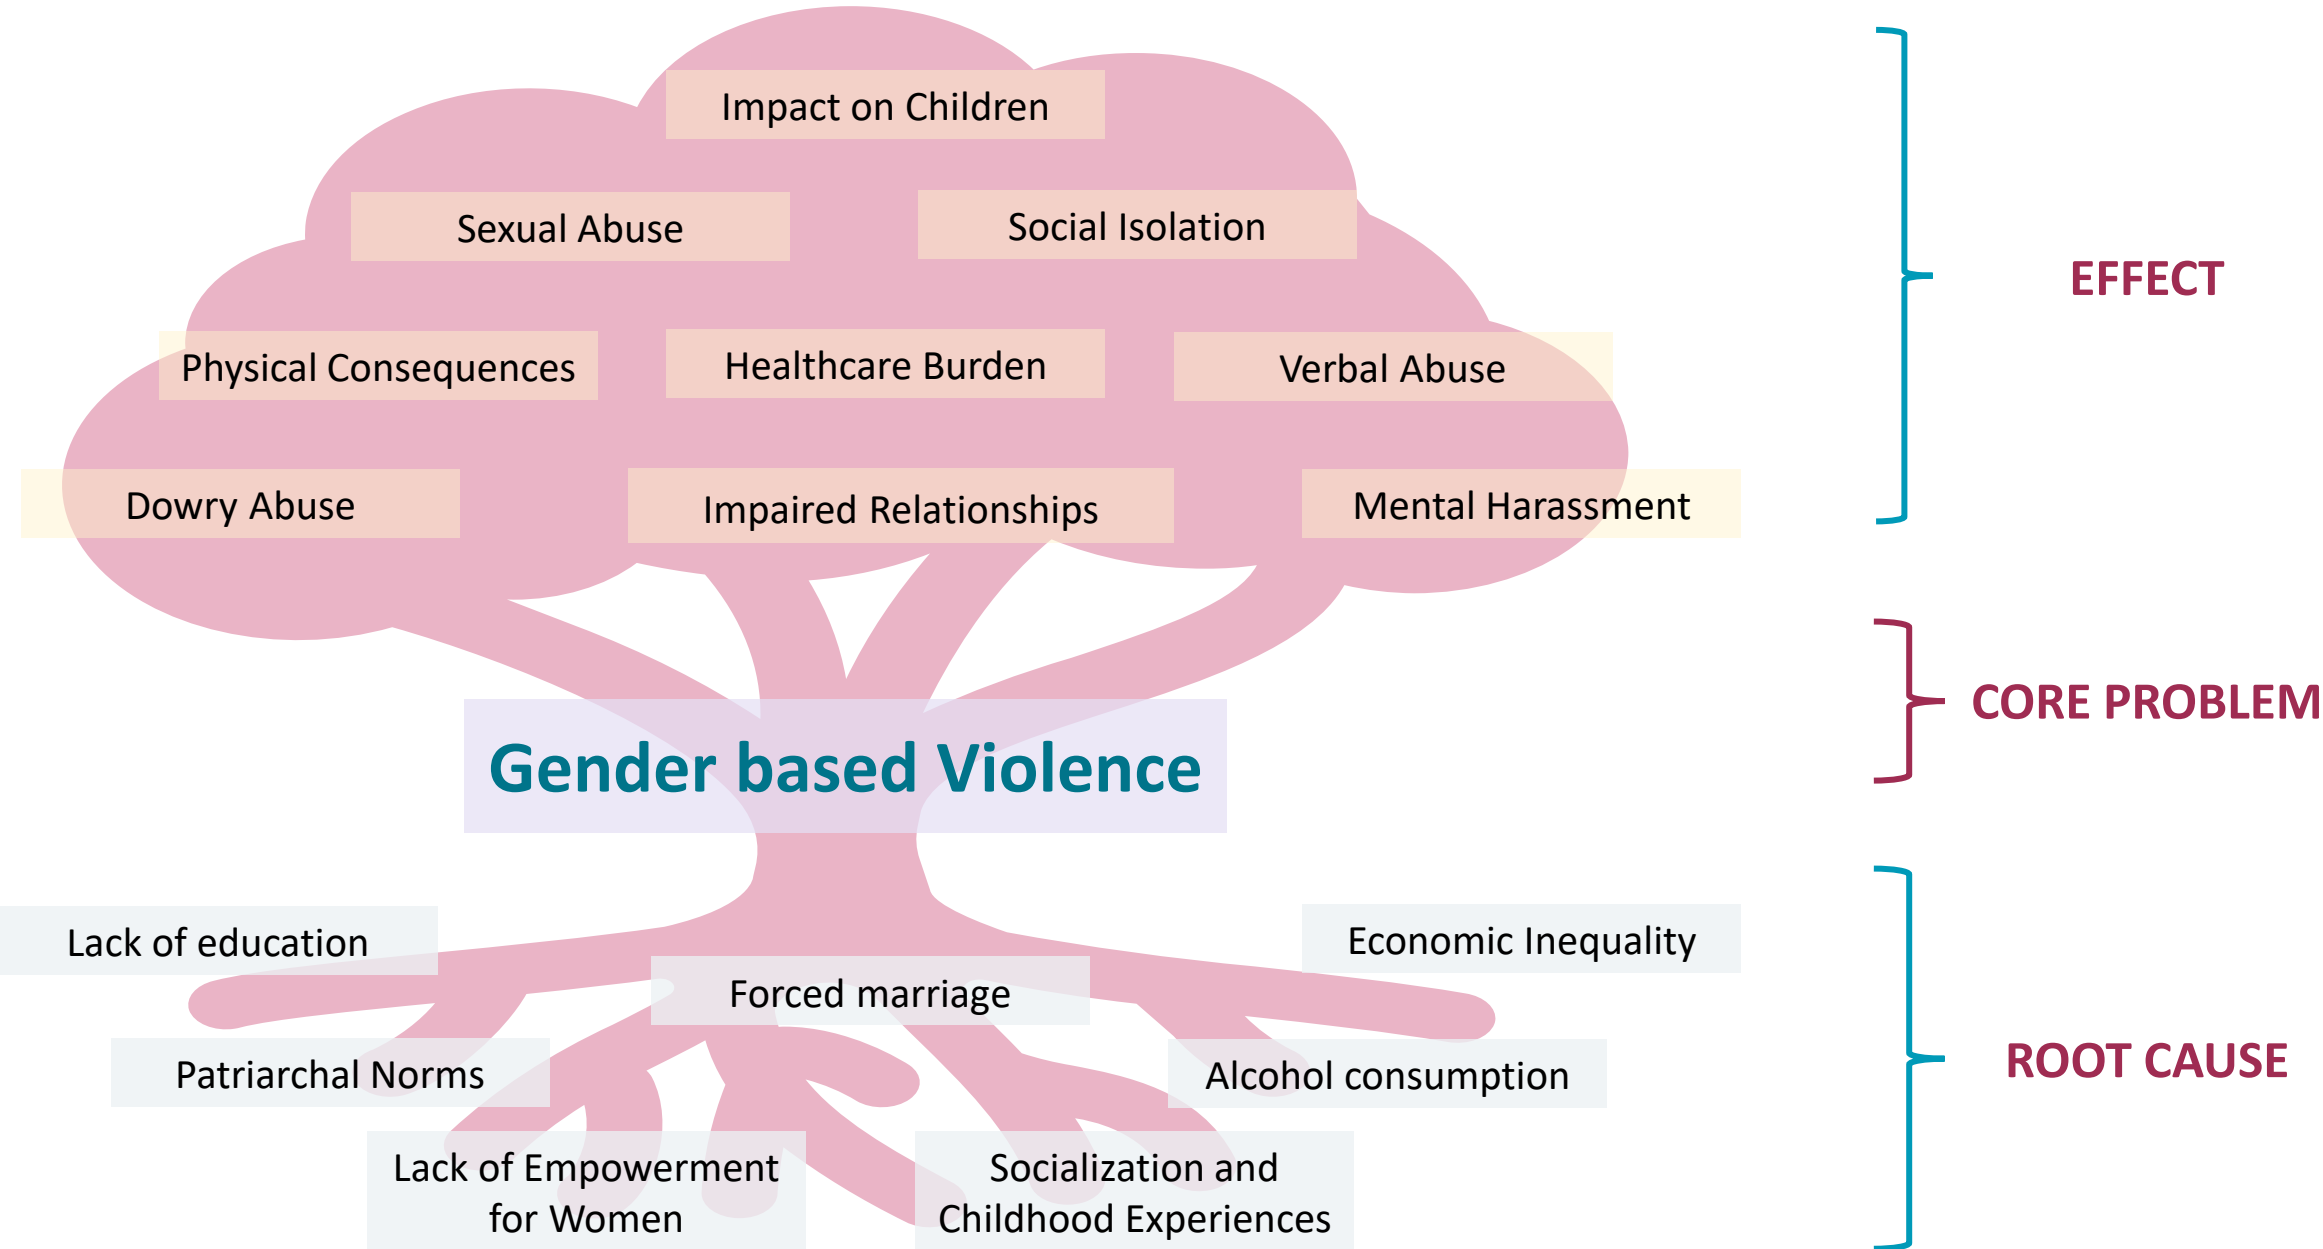 Impact on Children
Sexual Abuse
Social Isolation
EFFECT
Physical Consequences
Healthcare Burden
Verbal Abuse
Dowry Abuse
Impaired Relationships
Mental Harassment
Gender based Violence
CORE PROBLEM
Lack of education
Economic Inequality
Forced marriage
Patriarchal Norms
Alcohol consumption
ROOT CAUSE
Lack of Empowerment
for Women
Socialization and
Childhood Experiences